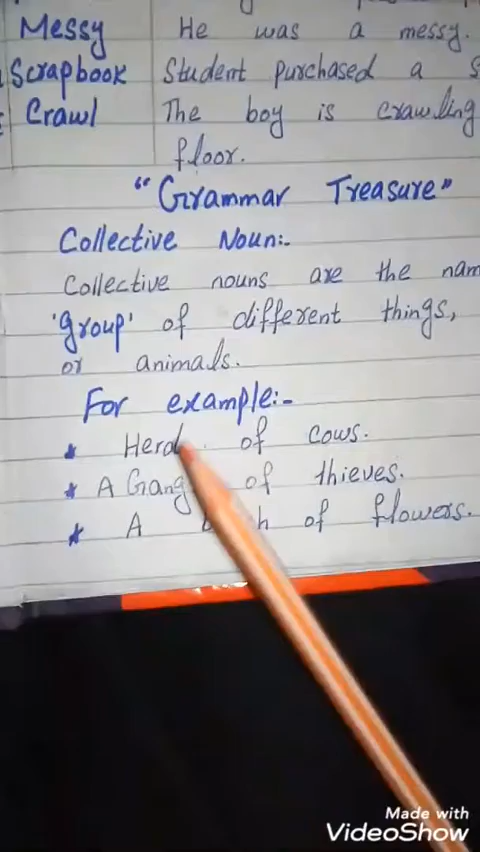 Messy He was a messy.
Scrapbook Student purchased a
Crawl The boy is crawling
floor.
"Grammar Treasure"
Collective Noun:-
Collective nouns are the
'group' of different things,
or animals.
For example:-
* Herd of cows.
* A Gang of thieves.
* A of flowers.
Made with
VideoShow